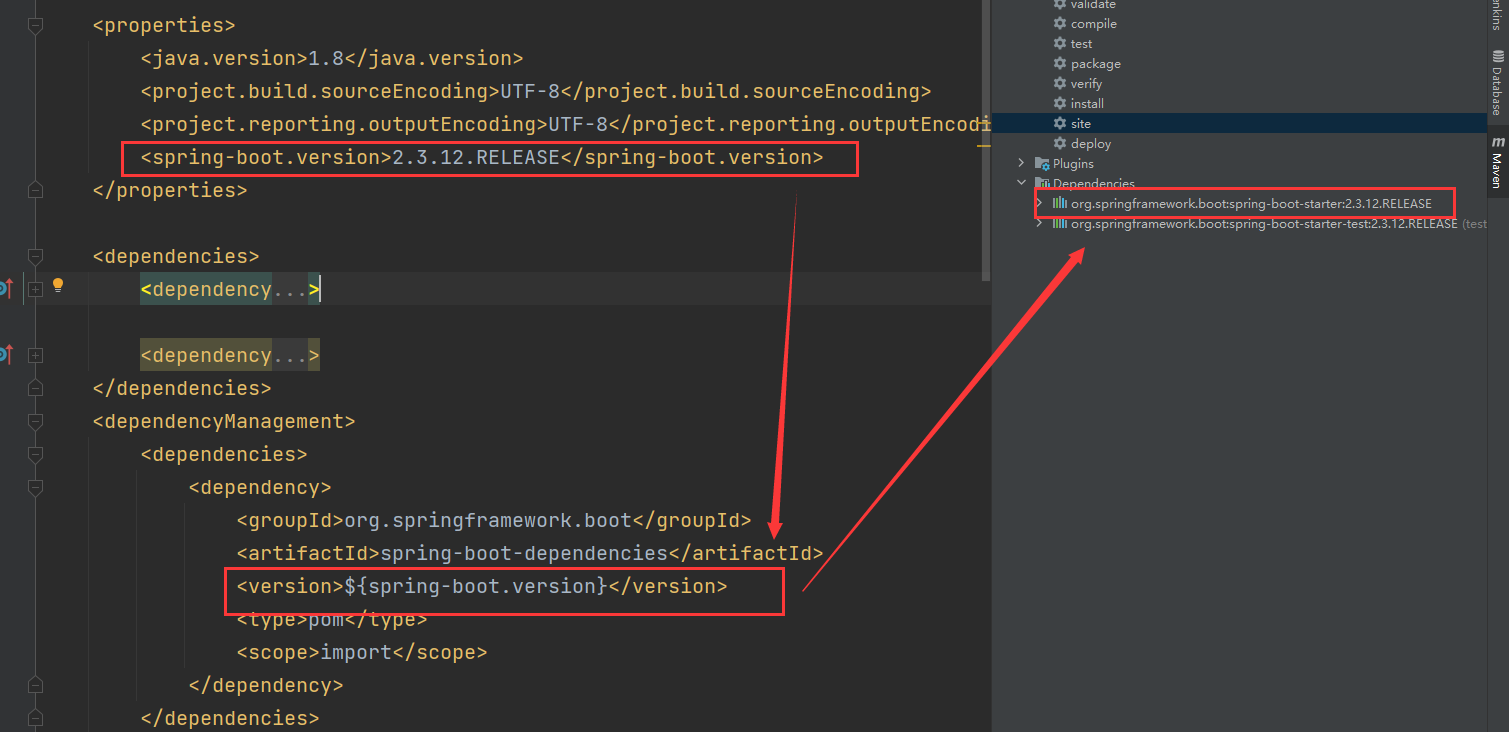 <properties>
<java.version>1.8</java.version>
<project.build.sourceEncoding>UTF-8</project.build.sourceEncoding>
<project.reporting.outputEncoding>UTF-8</project.reporting.outputEncodi
<spring-boot.version>2.3.12.RELEASE</spring-boot.version>
</properties>
<dependencies>
<dependency...>
<dependency...>
</dependencies>
<dependencyManagement>
<dependencies>
<dependency>
<groupId>org.springframework.boot</groupId>
<artifactId>spring-boot-dependencies</artifactId>
<version>${spring-boot.version}</version>
<type>pom</type>
<scope>import</scope>
</dependency>
</dependencies>
validate
compile
test
package
verify
install
site
deploy
Plugins
Dependencies
org.springframework.boot:spring-boot-starter:2.3.12.RELEASE
org.springframework.boot:spring-boot-starter-test:2.3.12.RELEASE (test
enkins
Database
m Maven